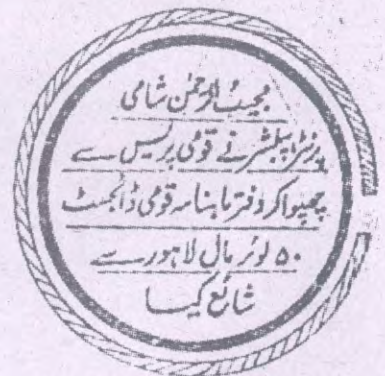 مجیب الرحمٰن شامی
پرنٹر پبلشر نے قومی پریس سے
چھپوا کر دفتر ماہنامہ قومی ڈائجسٹ
۵۰ لوئر مال لاہور سے
شائع کیا